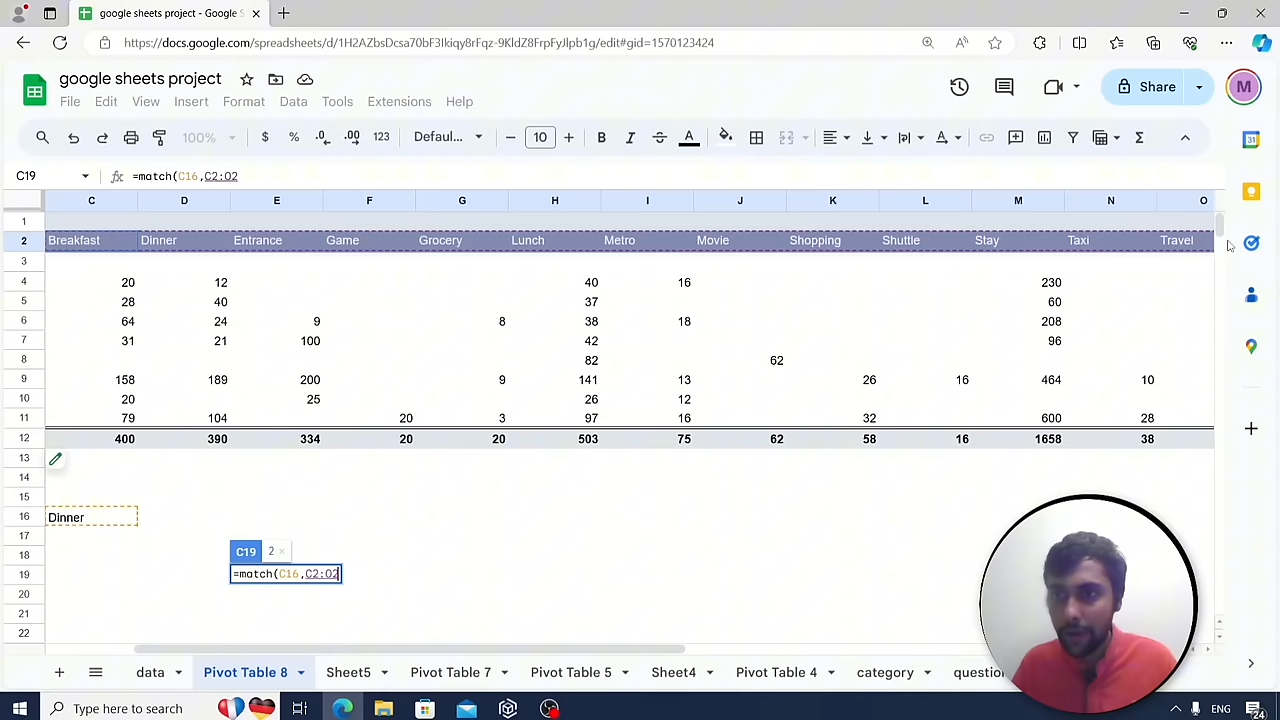 google sheets project - Google S
https://docs.google.com/spreadsheets/d/1H2AZbsDcsa70bF3Ikiqy8rFqz-9KldZ8FrpFyJlpb1g/edit#gid=1570123424
google sheets project
Share
M
File Edit View Insert Format Data Tools Extensions Help
100% $ % .0 .00 123 Defaul... 10 B I A
31
C19 fx =match(C16,C2:O2
C D E F G H I J K L M N O
1
2 Breakfast Dinner Entrance Game Grocery Lunch Metro Movie Shopping Shuttle Stay Taxi Travel
3
4 20 12 40 16 230
5 28 40 37 60
6 64 24 9 8 38 18 208
7 31 21 100 42 96
8 82 62
9 158 189 200 9 141 13 26 16 464 10
10 20 25 26 12
11 79 104 20 3 97 16 32 600 28
12 400 390 334 20 20 503 75 62 58 16 1658 38
13
14
15
16 Dinner
17
18 C19 2 ×
19 =match(C16,C2:O2
20
21
22
data Pivot Table 8 Sheet5 Pivot Table 7 Pivot Table 5 Sheet4 Pivot Table 4 category question
Type here to search
ENG
24